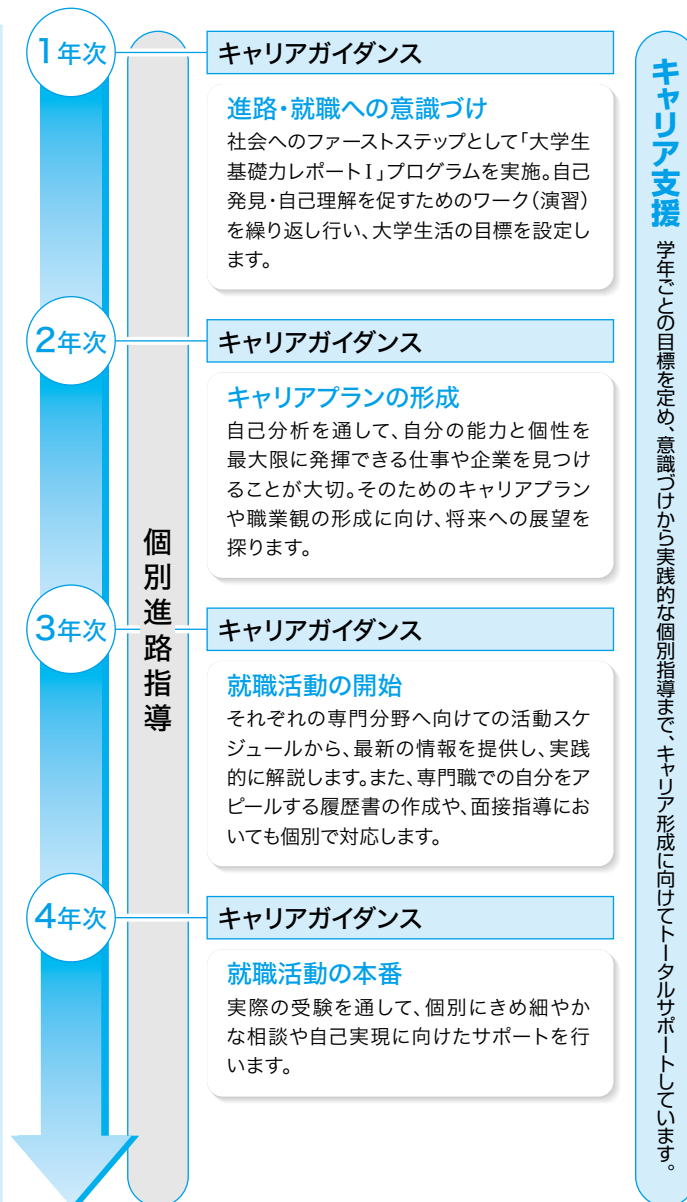 キャリア支援
学年ごとの目標を定め、意識づけから実践的な個別指導まで、キャリア形成に向けてトータルサポートしています。
個別進路指導
1年次
キャリアガイダンス
進路・就職への意識づけ
社会へのファーストステップとして「大学生
基礎力レポートI」プログラムを実施。自己
発見・自己理解を促すためのワーク(演習)
を繰り返し行い、大学生活の目標を設定し
ます。
2年次
キャリアガイダンス
キャリアプランの形成
自己分析を通して、自分の能力と個性を
最大限に発揮できる仕事や企業を見つけ
ることが大切。そのためのキャリアプラン
や職業観の形成に向け、将来への展望を
探ります。
3年次
キャリアガイダンス
就職活動の開始
それぞれの専門分野へ向けての活動スケ
ジュールから、最新の情報を提供し、実践
的に解説します。また、専門職での自分をア
ピールする履歴書の作成や、面接指導にお
いても個別で対応します。
4年次
キャリアガイダンス
就職活動の本番
実際の受験を通して、個別にきめ細やか
な相談や自己実現に向けたサポートを行
います。